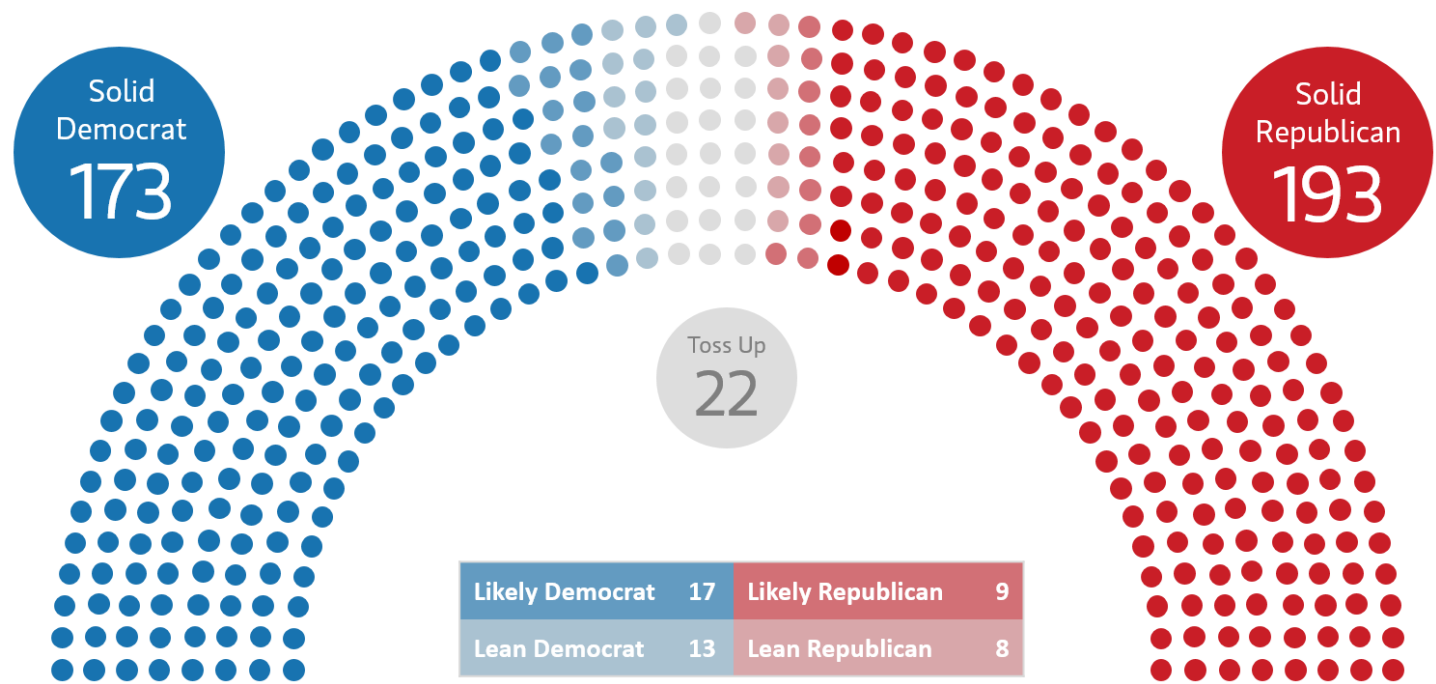 Solid
Democrat
173
Solid
Republican
193
Toss Up
22
Likely Democrat 17 Likely Republican 9
Lean Democrat 13 Lean Republican 8